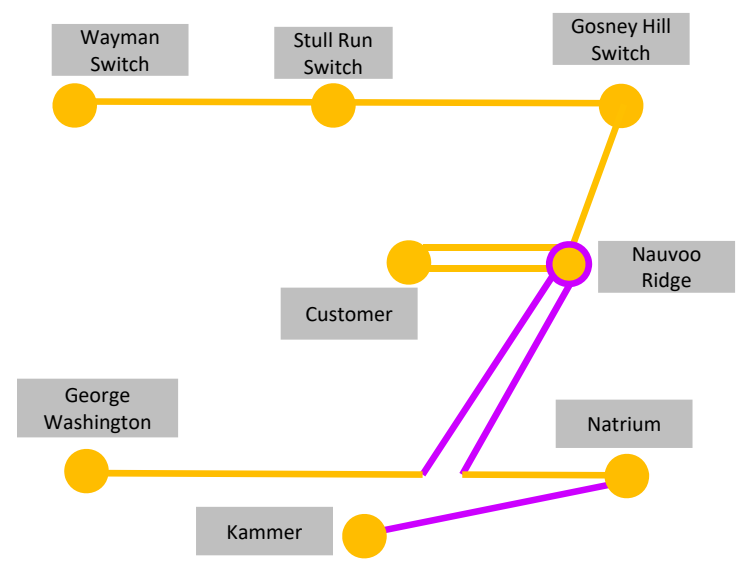 Wayman
Switch
Stull Run
Switch
Gosney Hill
Switch
Nauvoo
Ridge
Customer
George
Washington
Natrium
Kammer